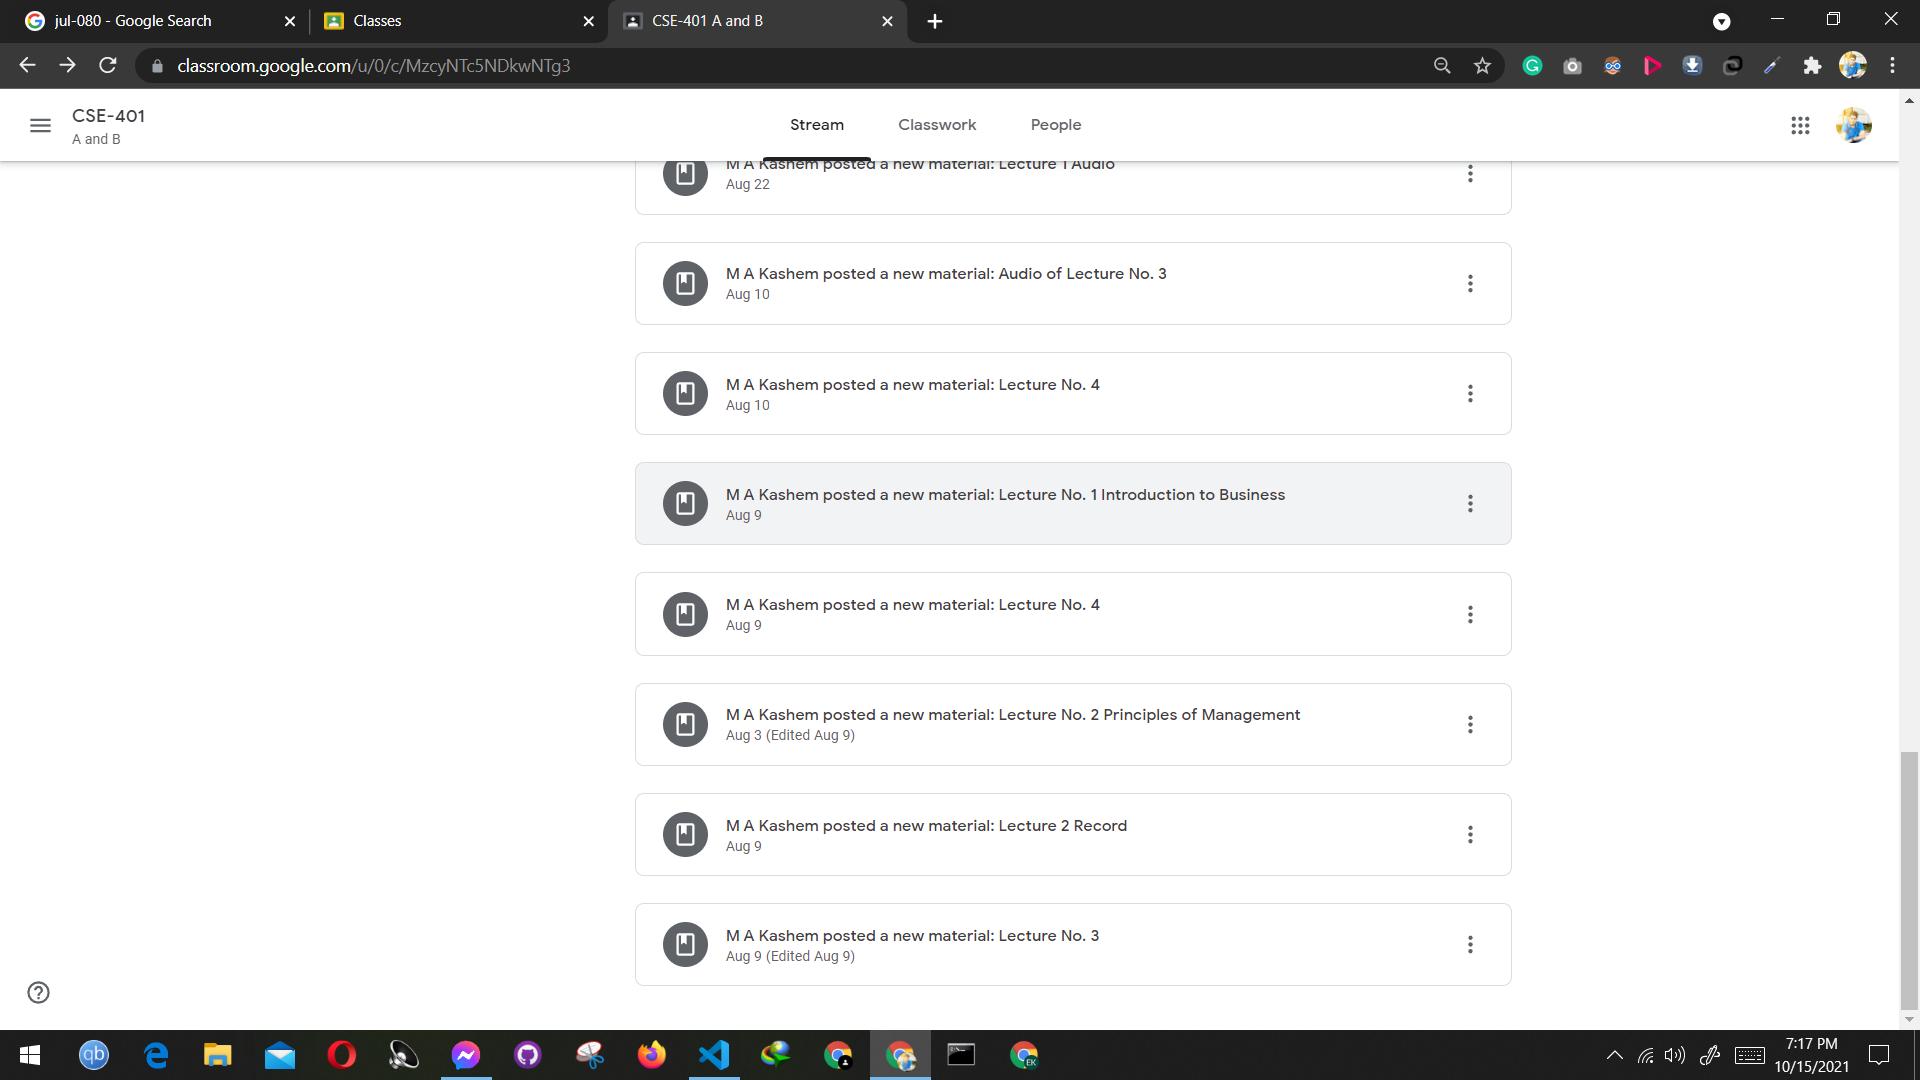 jul-080 - Google Search
Classes
CSE-401 A and B
classroom.google.com/u/0/c/MzcyNTc5NDkwNTg3
CSE-401
A and B
Stream
Classwork
People
M A Kashem posted a new material: Lecture 1 Audio
Aug 22
M A Kashem posted a new material: Audio of Lecture No. 3
Aug 10
M A Kashem posted a new material: Lecture No. 4
Aug 10
M A Kashem posted a new material: Lecture No. 1 Introduction to Business
Aug 9
M A Kashem posted a new material: Lecture No. 4
Aug 9
M A Kashem posted a new material: Lecture No. 2 Principles of Management
Aug 3 (Edited Aug 9)
M A Kashem posted a new material: Lecture 2 Record
Aug 9
M A Kashem posted a new material: Lecture No. 3
Aug 9 (Edited Aug 9)
qb
EK
7:17 PM
10/15/2021